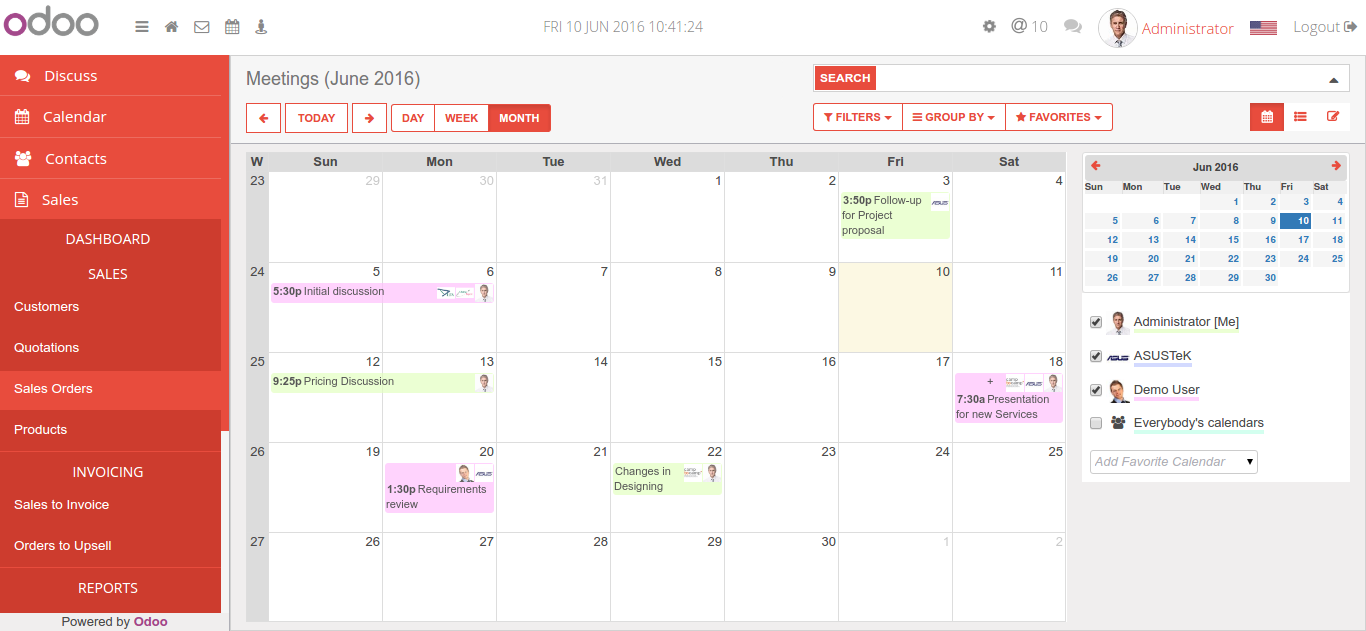 odoo
FRI 10 JUN 2016 10:41:24
@ 10
Administrator
Logout
Discuss
Calendar
Contacts
Sales
DASHBOARD
SALES
Customers
Quotations
Sales Orders
Products
INVOICING
Sales to Invoice
Orders to Upsell
REPORTS
Powered by Odoo
Meetings (June 2016)
SEARCH
TODAY
DAY WEEK MONTH
FILTERS GROUP BY FAVORITES
W Sun Mon Tue Wed Thu Fri Sat
23 29 30 31 1 2 3 4
3:50p Follow-up
for Project
proposal
ASUS
24 5 6 7 8 9 10 11
5:30p Initial discussion
25 12 13 14 15 16 17 18
9:25p Pricing Discussion
+ ASUS
7:30a Presentation
for new Services
26 19 20 21 22 23 24 25
ASUS
1:30p Requirements
review
Changes in
Designing
27 26 27 28 29 30 1 2
Jun 2016
Sun Mon Tue Wed Thu Fri Sat
1 2 3 4
5 6 7 8 9 10 11
12 13 14 15 16 17 18
19 20 21 22 23 24 25
26 27 28 29 30
Administrator [Me]
ASUS ASUSTeK
Demo User
Everybody's calendars
Add Favorite Calendar